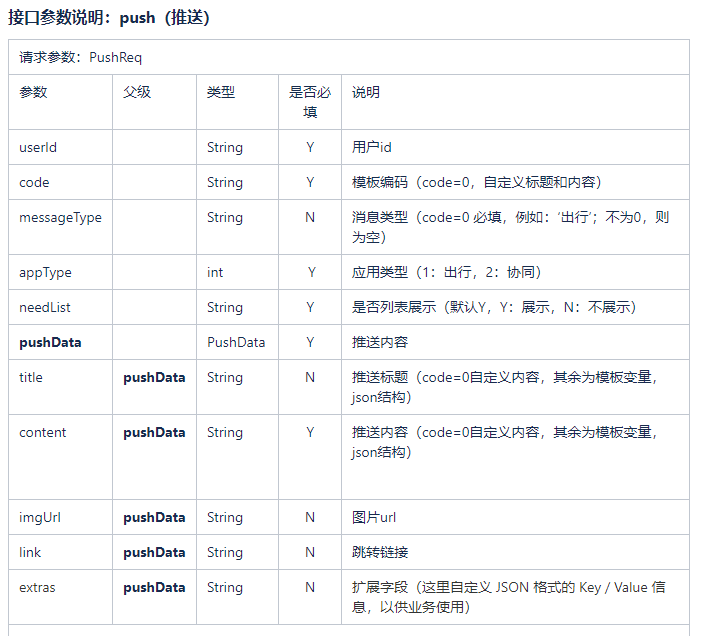 接口参数说明：push（推送）
请求参数：PushReq
参数 父级 类型 是否必填 说明
userId String Y 用户id
code String Y 模板编码（code=0，自定义标题和内容）
messageType String N 消息类型（code=0 必填，例如：‘出行’；不为0，则
为空）
appType int Y 应用类型（1：出行，2：协同）
needList String Y 是否列表展示（默认Y，Y：展示，N：不展示）
pushData PushData Y 推送内容
title pushData String N 推送标题（code=0自定义内容，其余为模板变量，
json结构）
content pushData String Y 推送内容（code=0自定义内容，其余为模板变量，
json结构）
imgUrl pushData String N 图片url
link pushData String N 跳转链接
extras pushData String N 扩展字段（这里自定义 JSON 格式的 Key / Value 信
息，以供业务使用）